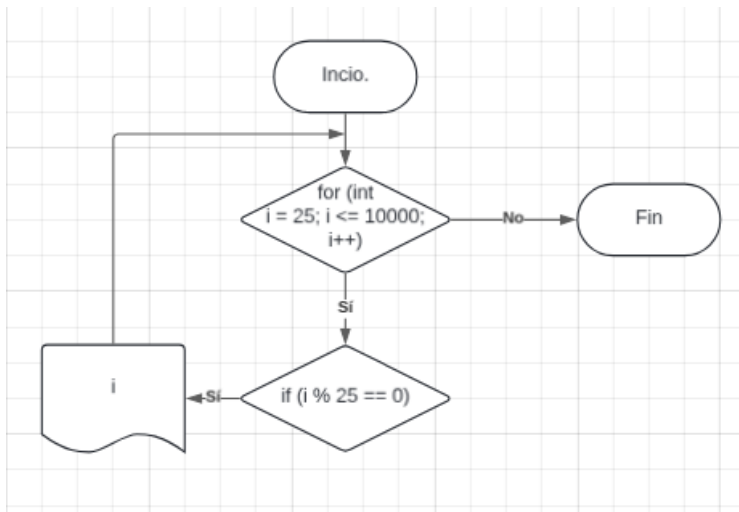 Incio.
for (int
i = 25; i <= 10000;
i++)
No
Fin
Sí
if (i % 25 == 0)
Sí
i